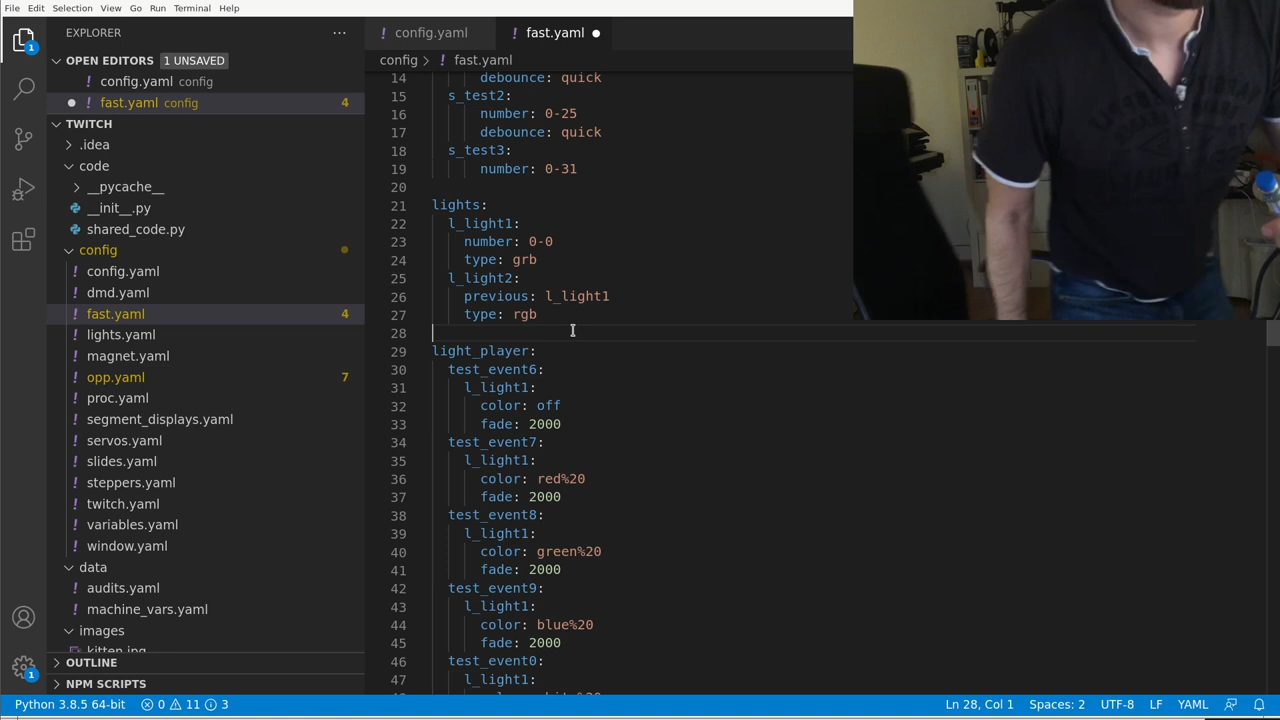 File Edit Selection View Go Run Terminal Help
EXPLORER
OPEN EDITORS 1 UNSAVED
config.yaml config
fast.yaml config 4
TWITCH
.idea
code
__pycache__
__init__.py
shared_code.py
config
config.yaml
dmd.yaml
fast.yaml 4
lights.yaml
magnet.yaml
opp.yaml 7
proc.yaml
segment_displays.yaml
servos.yaml
slides.yaml
steppers.yaml
twitch.yaml
variables.yaml
window.yaml
data
audits.yaml
machine_vars.yaml
images
kitten.jpg
OUTLINE
NPM SCRIPTS
1
1
config.yaml fast.yaml
config > fast.yaml
14 debounce: quick
15 s_test2:
16 number: 0-25
17 debounce: quick
18 s_test3:
19 number: 0-31
20
21 lights:
22 l_light1:
23 number: 0-0
24 type: grb
25 l_light2:
26 previous: l_light1
27 type: rgb
28
29 light_player:
30 test_event6:
31 l_light1:
32 color: off
33 fade: 2000
34 test_event7:
35 l_light1:
36 color: red%20
37 fade: 2000
38 test_event8:
39 l_light1:
40 color: green%20
41 fade: 2000
42 test_event9:
43 l_light1:
44 color: blue%20
45 fade: 2000
46 test_event0:
47 l_light1:
Python 3.8.5 64-bit 0 11 3 Ln 28, Col 1 Spaces: 2 UTF-8 LF YAML